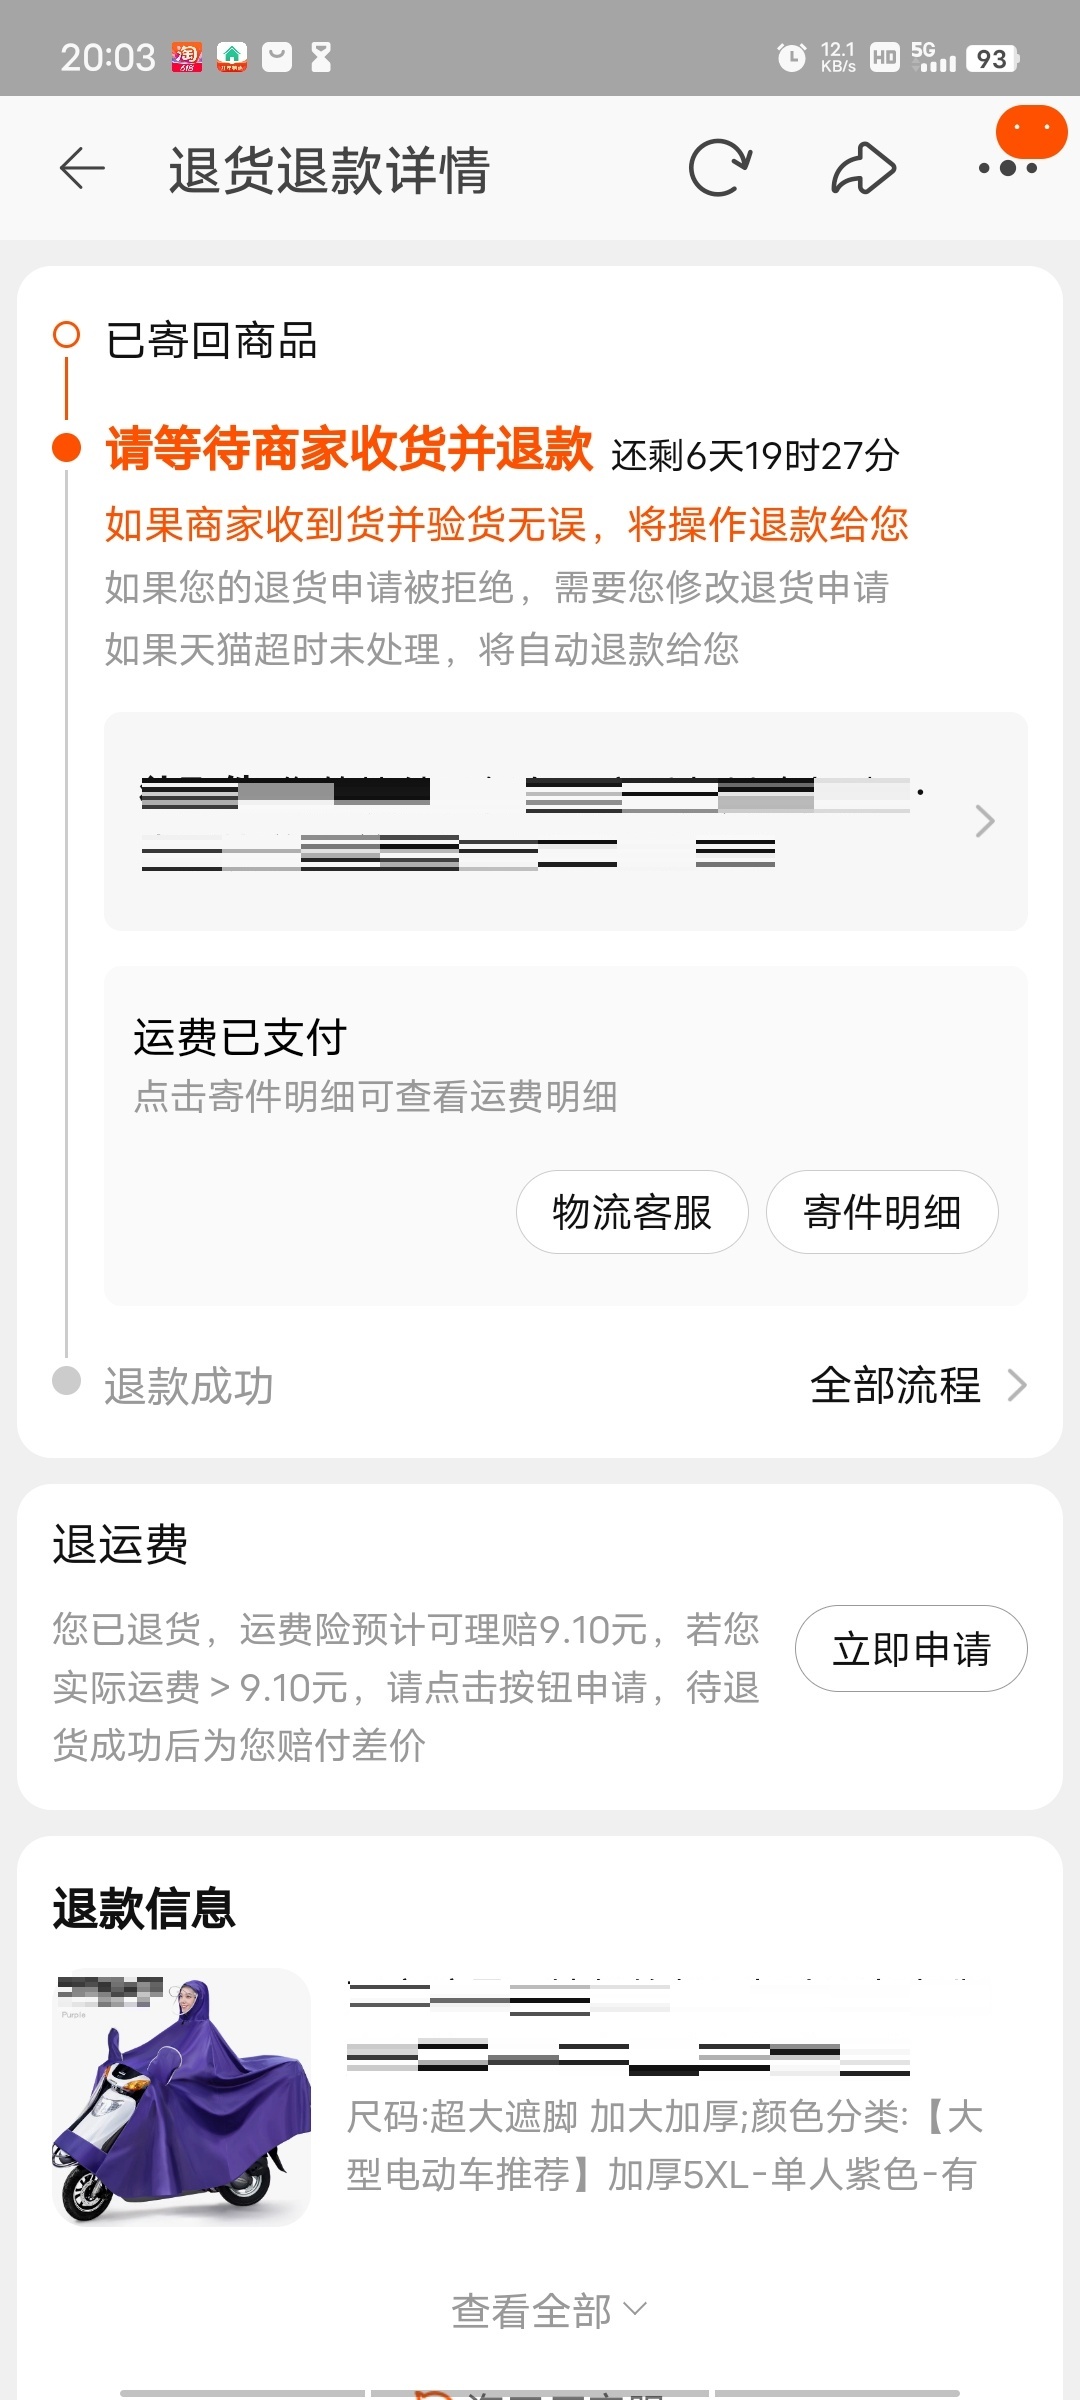 20:03
12.1
KB/s
HD
5G
93
退货退款详情
已寄回商品
请等待商家收货并退款 还剩6天19时27分
如果商家收到货并验货无误，将操作退款给您
如果您的退货申请被拒绝，需要您修改退货申请
如果天猫超时未处理，将自动退款给您
运费已支付
点击寄件明细可查看运费明细
物流客服
寄件明细
退款成功
全部流程
退运费
您已退货，运费险预计可理赔9.10元，若您
实际运费＞9.10元，请点击按钮申请，待退
货成功后为您赔付差价
立即申请
退款信息
Purple
尺码:超大遮脚 加大加厚;颜色分类:【大
型电动车推荐】加厚5XL-单人紫色-有
查看全部